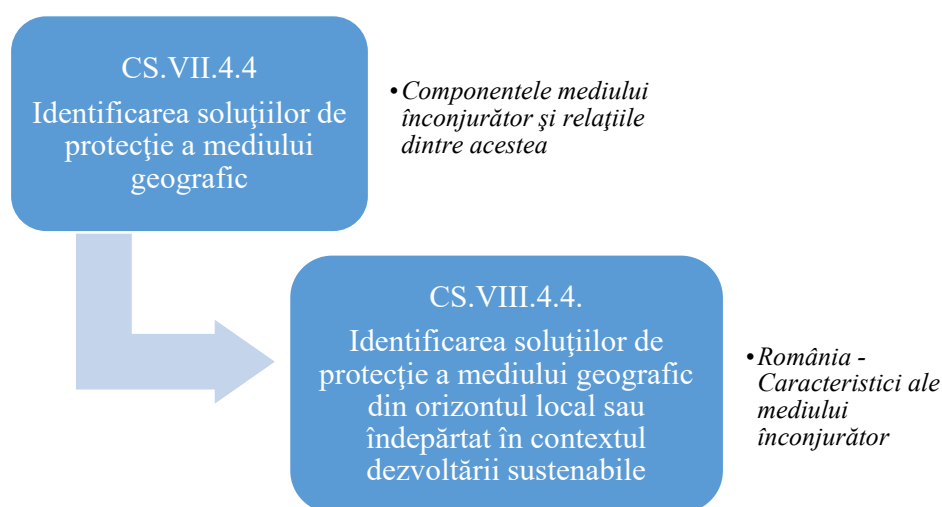 CS.VII.4.4
Identificarea soluţiilor de
protecţie a mediului
geografic
•Componentele mediului
înconjurător şi relaţiile
dintre acestea
CS.VIII.4.4.
Identificarea soluţiilor de
protecţie a mediului geografic
din orizontul local sau
îndepărtat în contextul
dezvoltării sustenabile
•România -
Caracteristici ale
mediului
înconjurător